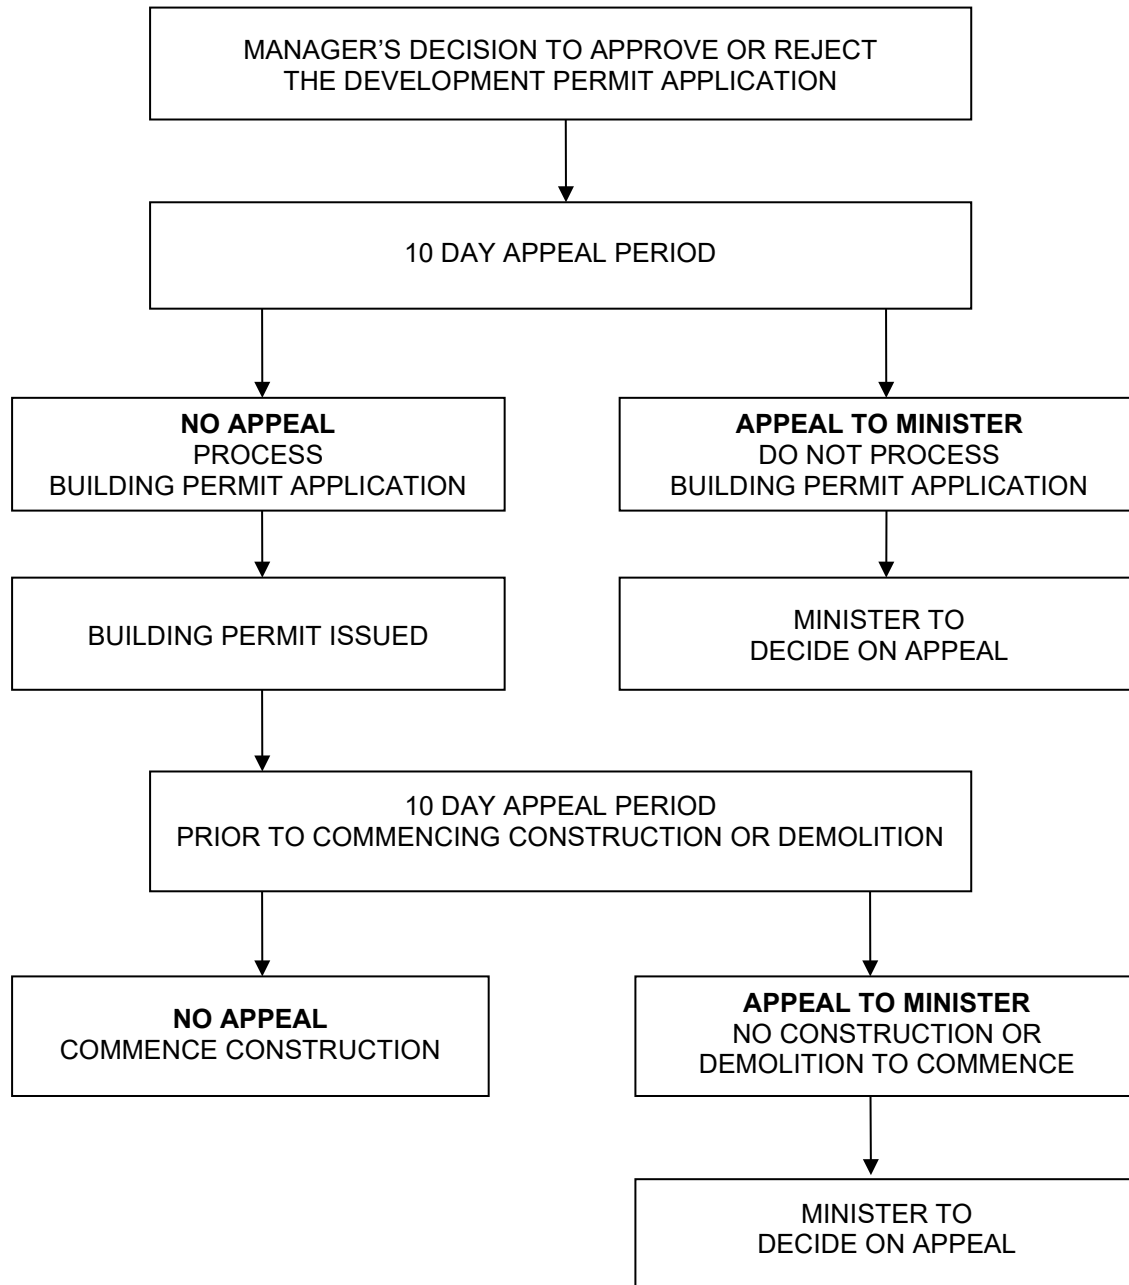 MANAGER’S DECISION TO APPROVE OR REJECT
THE DEVELOPMENT PERMIT APPLICATION
10 DAY APPEAL PERIOD
NO APPEAL
PROCESS
BUILDING PERMIT APPLICATION
APPEAL TO MINISTER
DO NOT PROCESS
BUILDING PERMIT APPLICATION
BUILDING PERMIT ISSUED
MINISTER TO
DECIDE ON APPEAL
10 DAY APPEAL PERIOD
PRIOR TO COMMENCING CONSTRUCTION OR DEMOLITION
NO APPEAL
COMMENCE CONSTRUCTION
APPEAL TO MINISTER
NO CONSTRUCTION OR
DEMOLITION TO COMMENCE
MINISTER TO
DECIDE ON APPEAL